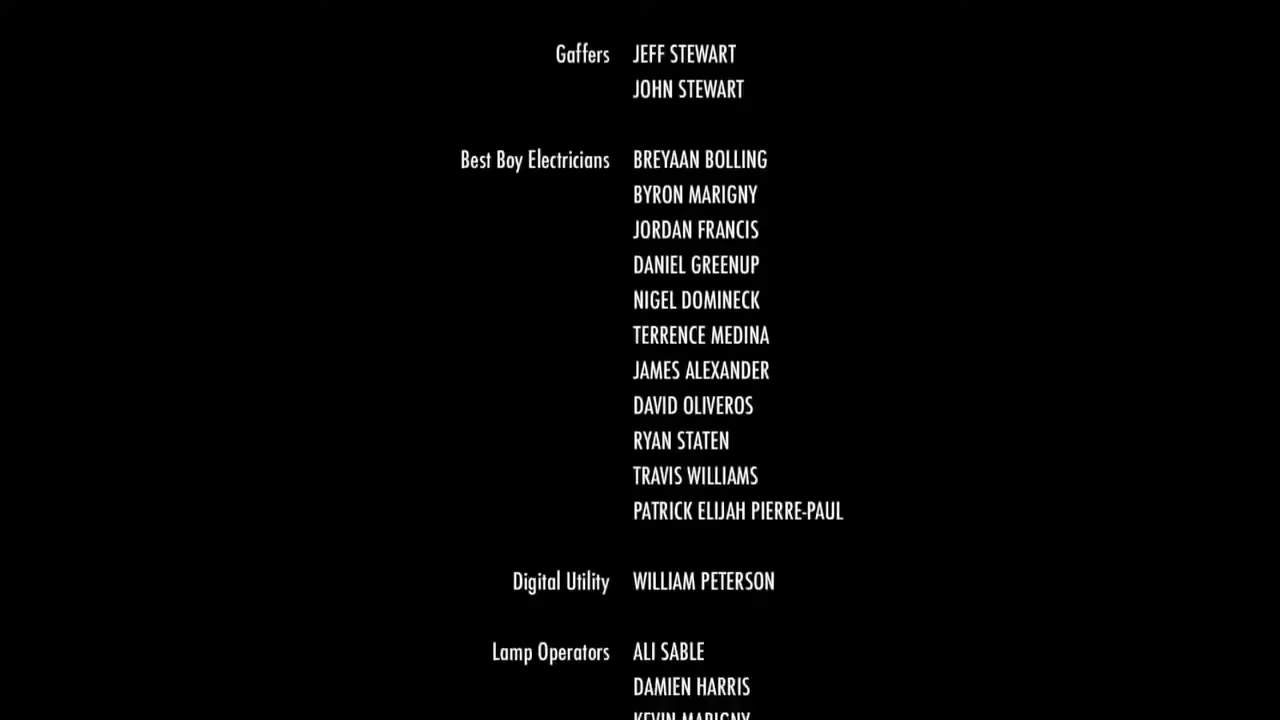 Gaffers JEFF STEWART
JOHN STEWART
Best Boy Electricians BREYAAN BOLLING
BYRON MARIGNY
JORDAN FRANCIS
DANIEL GREENUP
NIGEL DOMINECK
TERRENCE MEDINA
JAMES ALEXANDER
DAVID OLIVEROS
RYAN STATEN
TRAVIS WILLIAMS
PATRICK ELIJAH PIERRE-PAUL
Digital Utility WILLIAM PETERSON
Lamp Operators ALI SABLE
DAMIEN HARRIS
KEVIN MARIGNY